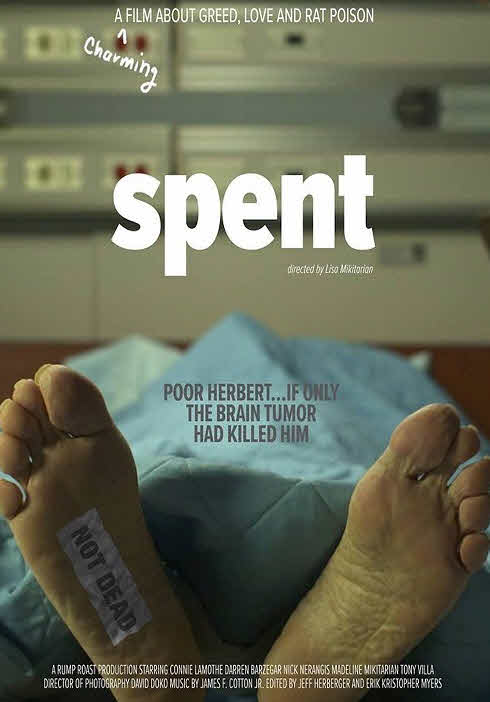 A FILM ABOUT GREED, LOVE AND RAT POISON
Charming
spent
directed by Lisa Mikitarian
POOR HERBERT...IF ONLY
THE BRAIN TUMOR
HAD KILLED HIM
NOT DEAD
A RUMP ROAST PRODUCTION STARRING CONNIE LAMOTHE DARREN BARZEGAR NICK NERANGIS MADELINE MIKITARIAN TONY VILLA
DIRECTOR OF PHOTOGRAPHY DAVID DOKO MUSIC BY JAMES F. COTTON JR. EDITED BY JEFF HERBERGER AND ERIK KRISTOPHER MYERS